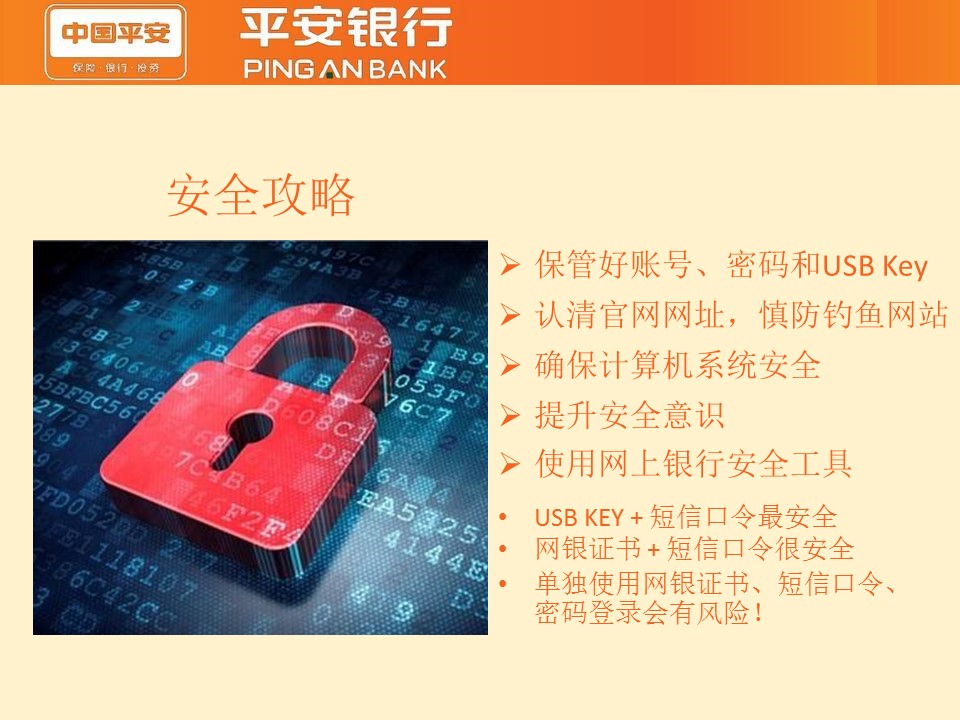 中国平安
保险·银行·投资
平安银行
PING AN BANK
安全攻略
保管好账号、密码和USB Key
认清官网网址，慎防钓鱼网站
确保计算机系统安全
提升安全意识
使用网上银行安全工具
USB KEY + 短信口令最安全
网银证书 + 短信口令很安全
单独使用网银证书、短信口令、
密码登录会有风险！